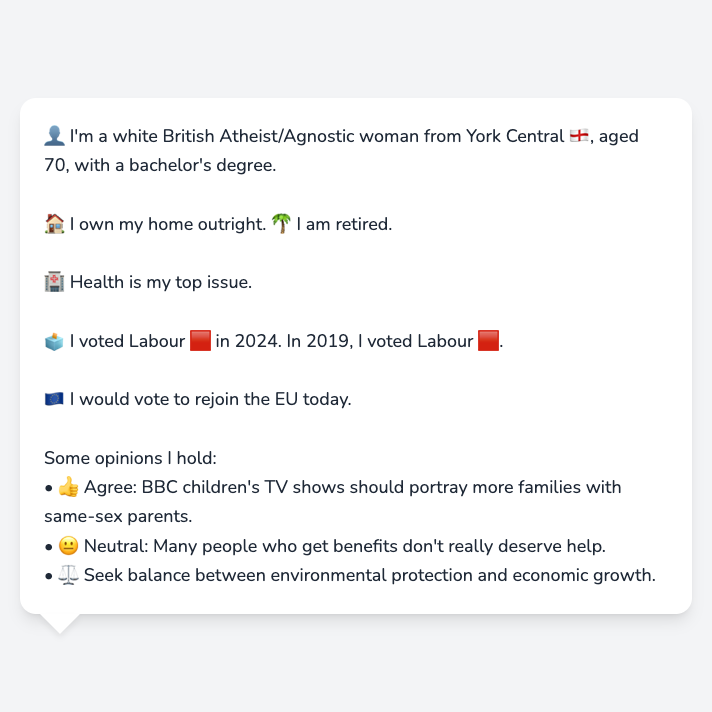 👤 I'm a white British Atheist/Agnostic woman from York Central 🏴󠁧󠁢󠁥󠁮󠁧󠁿, aged
70, with a bachelor's degree.
🏠 I own my home outright. 🌴 I am retired.
🏥 Health is my top issue.
🗳️ I voted Labour 🟥 in 2024. In 2019, I voted Labour 🟥.
🇪🇺 I would vote to rejoin the EU today.
Some opinions I hold:
• 👍 Agree: BBC children's TV shows should portray more families with
same-sex parents.
• 😐 Neutral: Many people who get benefits don't really deserve help.
• ⚖️ Seek balance between environmental protection and economic growth.